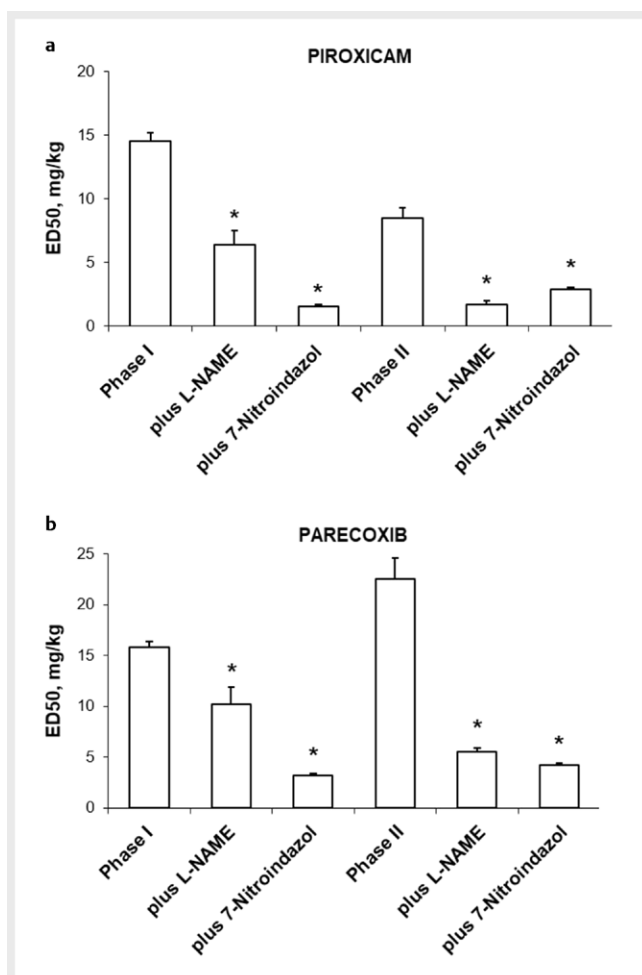 a
PIROXICAM
ED50, mg/kg
20
15
10
5
0
*
*
*
*
Phase I
plus L-NAME
plus 7-Nitroindazol
Phase II
plus L-NAME
plus 7-Nitroindazol
b
PARECOXIB
ED50, mg/kg
25
20
15
10
5
0
*
*
*
*
Phase I
plus L-NAME
plus 7-Nitroindazol
Phase II
plus L-NAME
plus 7-Nitroindazol